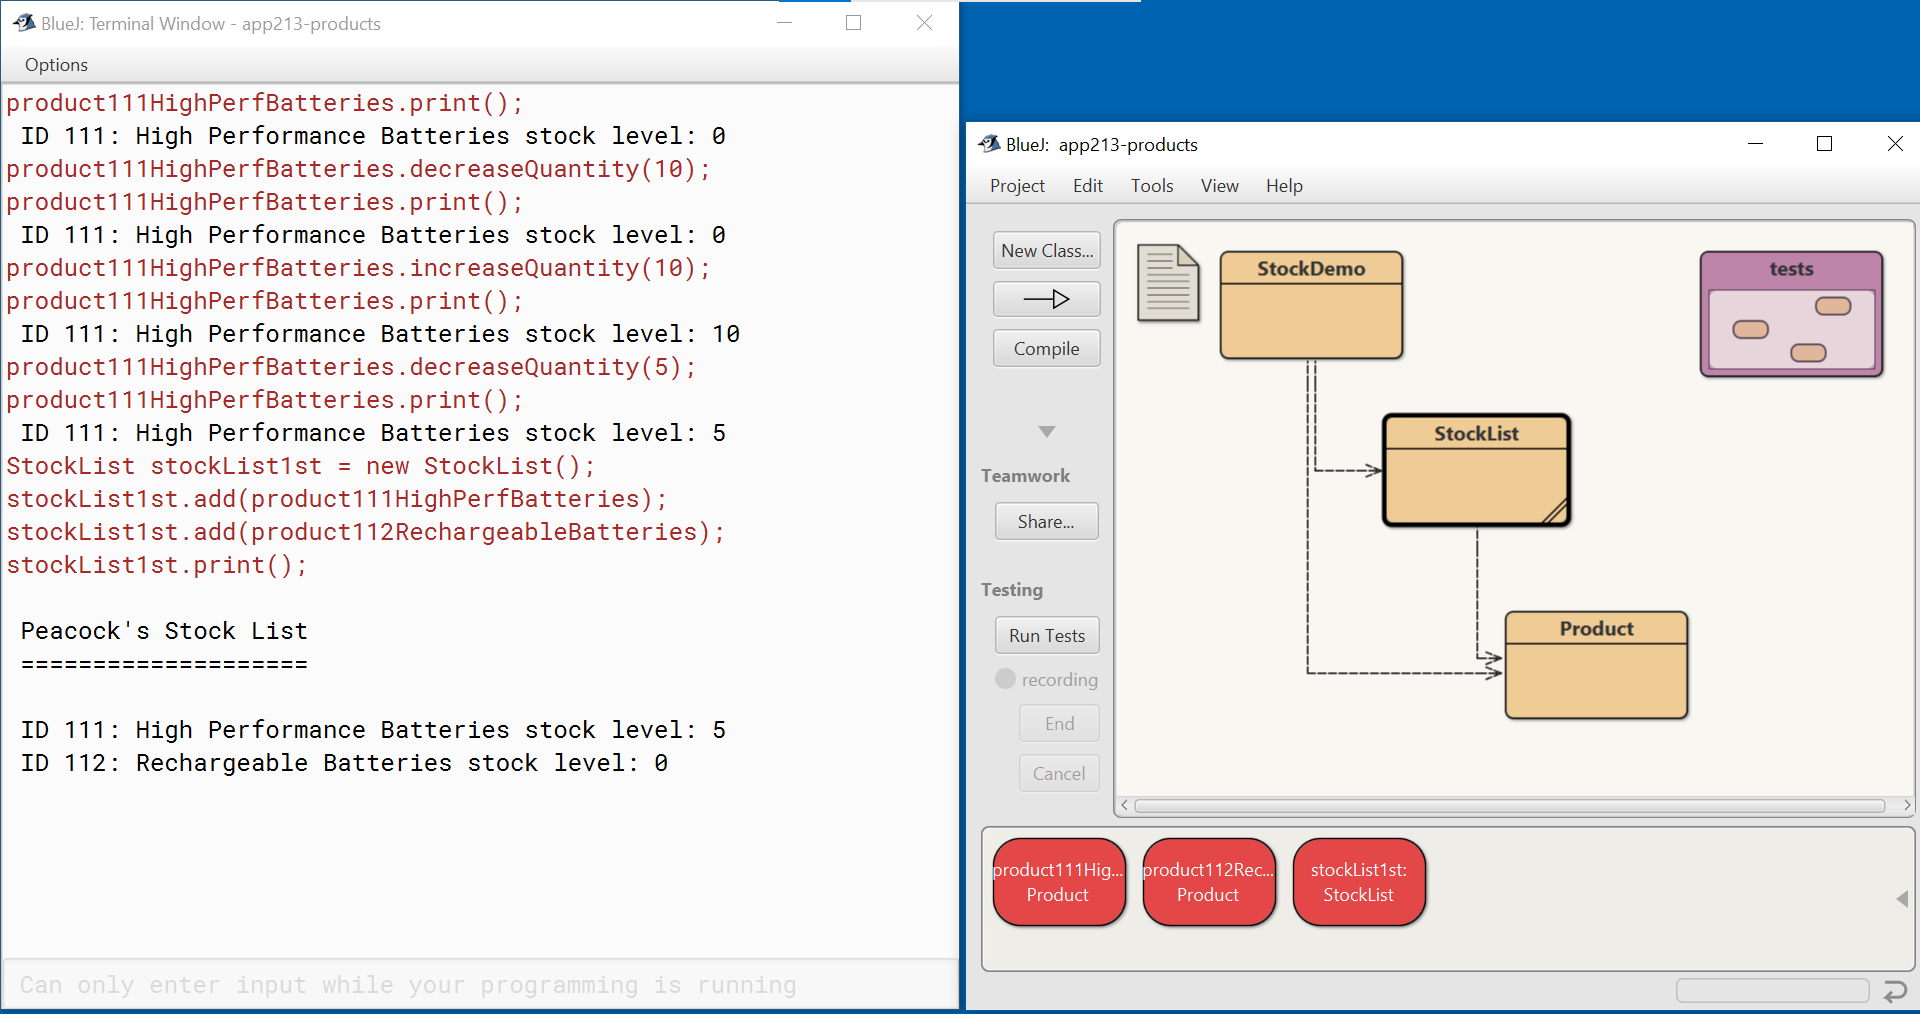 BlueJ: Terminal Window - app213-products
Options
product111HighPerfBatteries.print();
ID 111: High Performance Batteries stock level: 0
product111HighPerfBatteries.decreaseQuantity(10);
product111HighPerfBatteries.print();
ID 111: High Performance Batteries stock level: 0
product111HighPerfBatteries.increaseQuantity(10);
product111HighPerfBatteries.print();
ID 111: High Performance Batteries stock level: 10
product111HighPerfBatteries.decreaseQuantity(5);
product111HighPerfBatteries.print();
ID 111: High Performance Batteries stock level: 5
StockList stockList1st = new StockList();
stockList1st.add(product111HighPerfBatteries);
stockList1st.add(product112RechargeableBatteries);
stockList1st.print();
Peacock's Stock List
====================
ID 111: High Performance Batteries stock level: 5
ID 112: Rechargeable Batteries stock level: 0
Can only enter input while your programming is running
BlueJ: app213-products
Project Edit Tools View Help
New Class...
Compile
Teamwork
Share...
Testing
Run Tests
recording
End
Cancel
StockDemo
tests
StockList
Product
product111Hig...
Product
product112Rec...
Product
stockList1st:
StockList